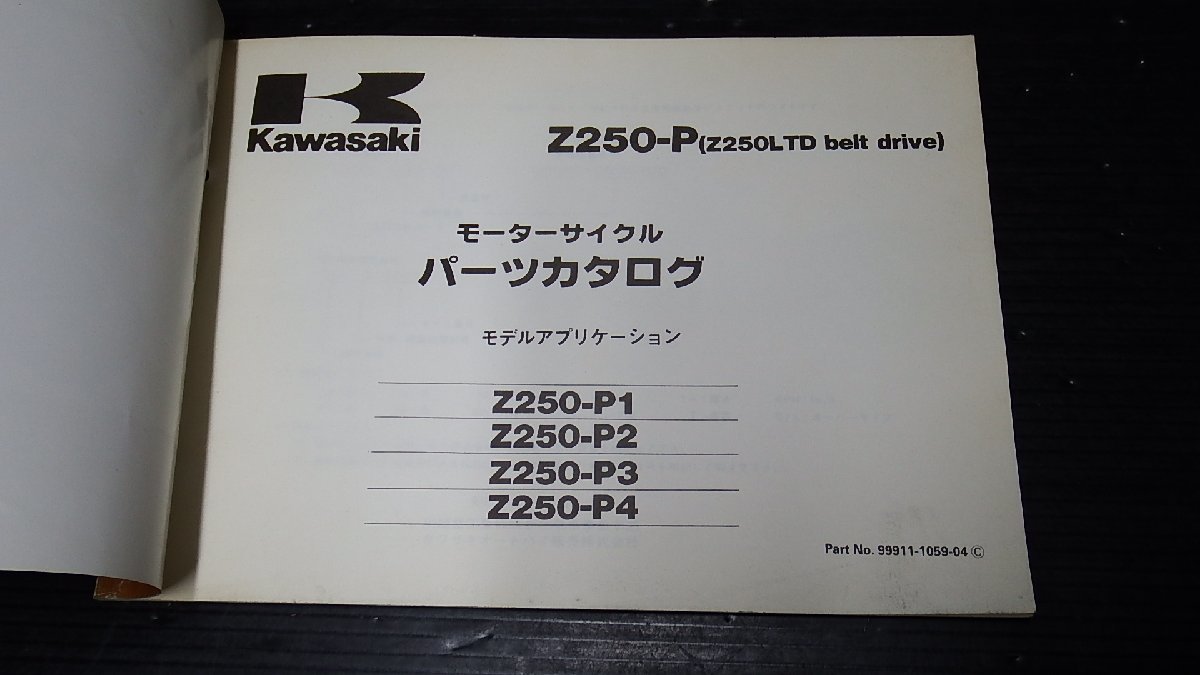 Kawasaki
Z250-P(Z250LTD belt drive)
モーターサイクル
パーツカタログ
モデルアプリケーション
Z250-P1
Z250-P2
Z250-P3
Z250-P4
Part No. 99911-1059-04 ©